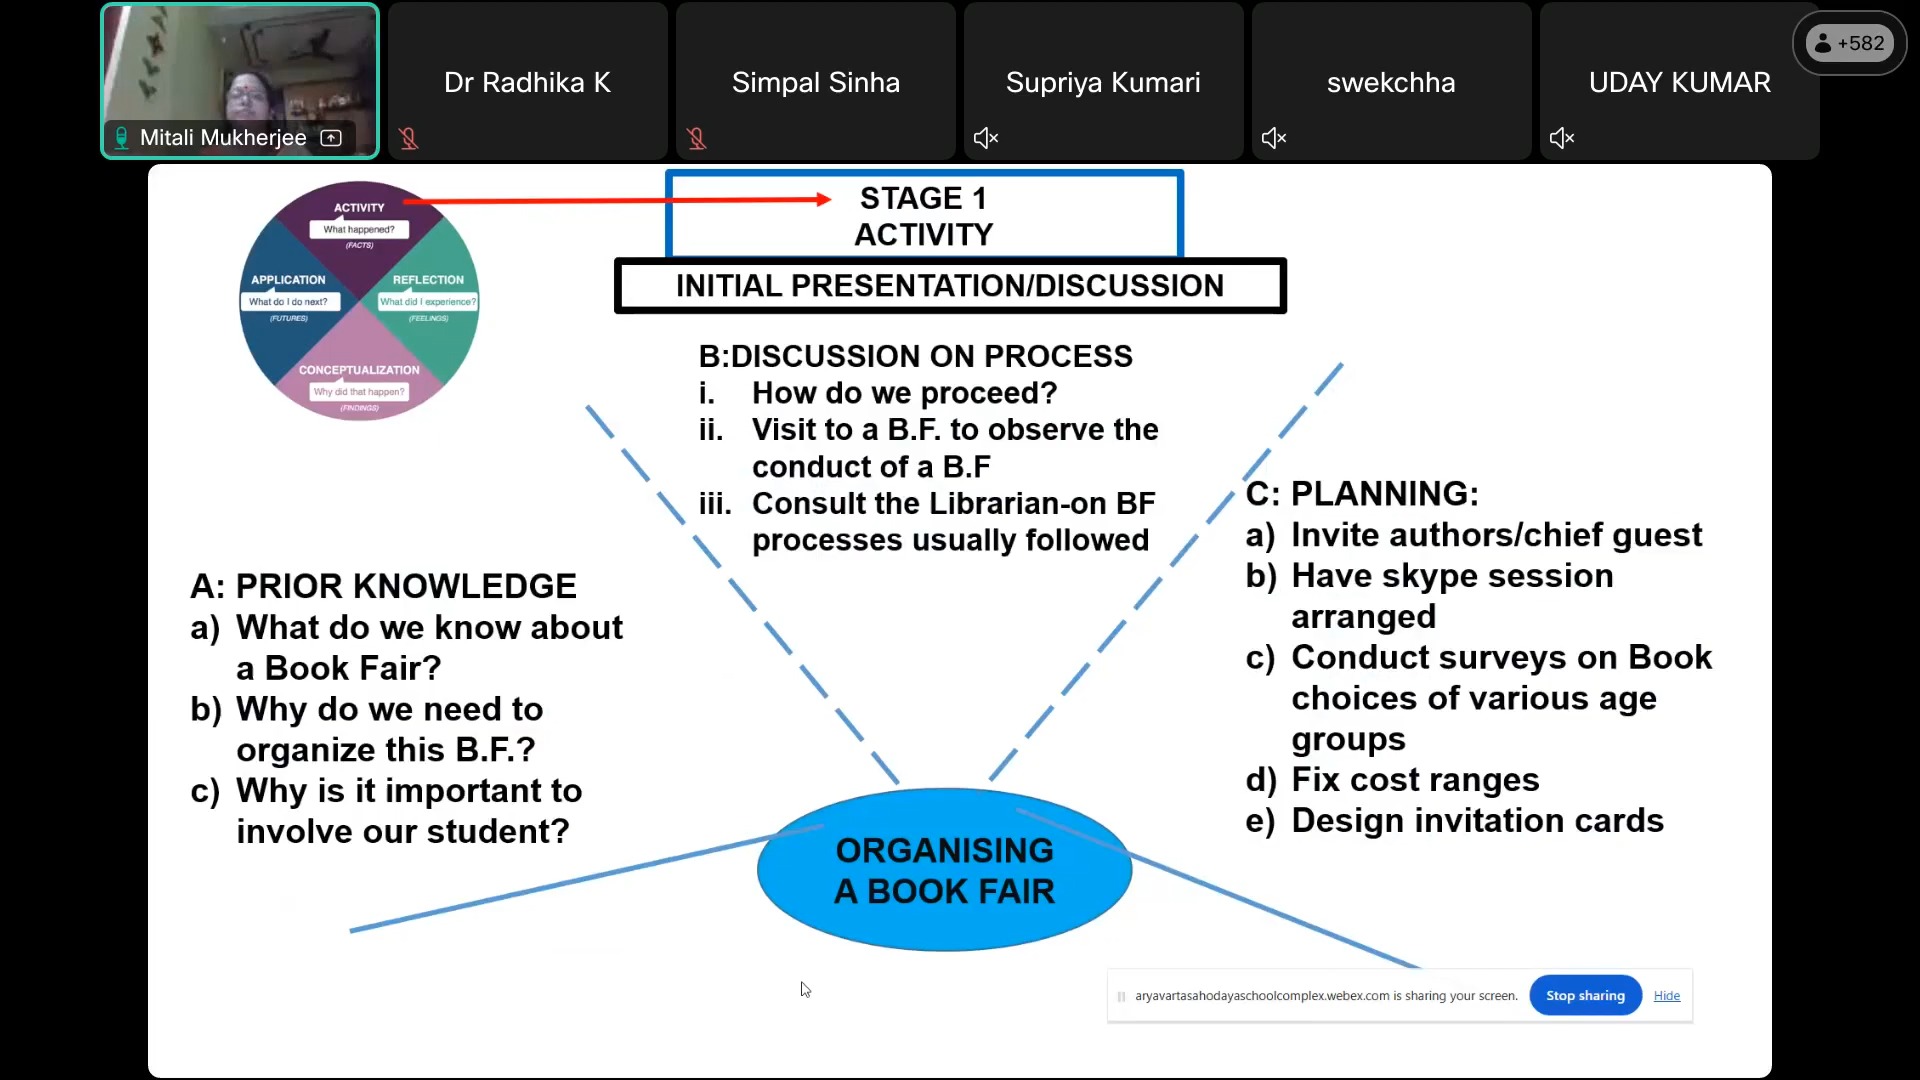 Mitali Mukherjee
Dr Radhika K
Simpal Sinha
Supriya Kumari
swekchha
UDAY KUMAR
+582
ACTIVITY
What happened?
(FACTS)
APPLICATION
What do I do next?
(FUTURES)
REFLECTION
What did I experience?
(FEELINGS)
CONCEPTUALIZATION
Why did that happen?
(FINDINGS)
STAGE 1
ACTIVITY
INITIAL PRESENTATION/DISCUSSION
A: PRIOR KNOWLEDGE
a) What do we know about
a Book Fair?
b) Why do we need to
organize this B.F.?
c) Why is it important to
involve our student?
B:DISCUSSION ON PROCESS
i. How do we proceed?
ii. Visit to a B.F. to observe the
conduct of a B.F
iii. Consult the Librarian-on BF
processes usually followed
C: PLANNING:
a) Invite authors/chief guest
b) Have skype session
arranged
c) Conduct surveys on Book
choices of various age
groups
d) Fix cost ranges
e) Design invitation cards
ORGANISING
A BOOK FAIR
aryavartasahodayaschoolcomplex.webex.com is sharing your screen.
Stop sharing
Hide